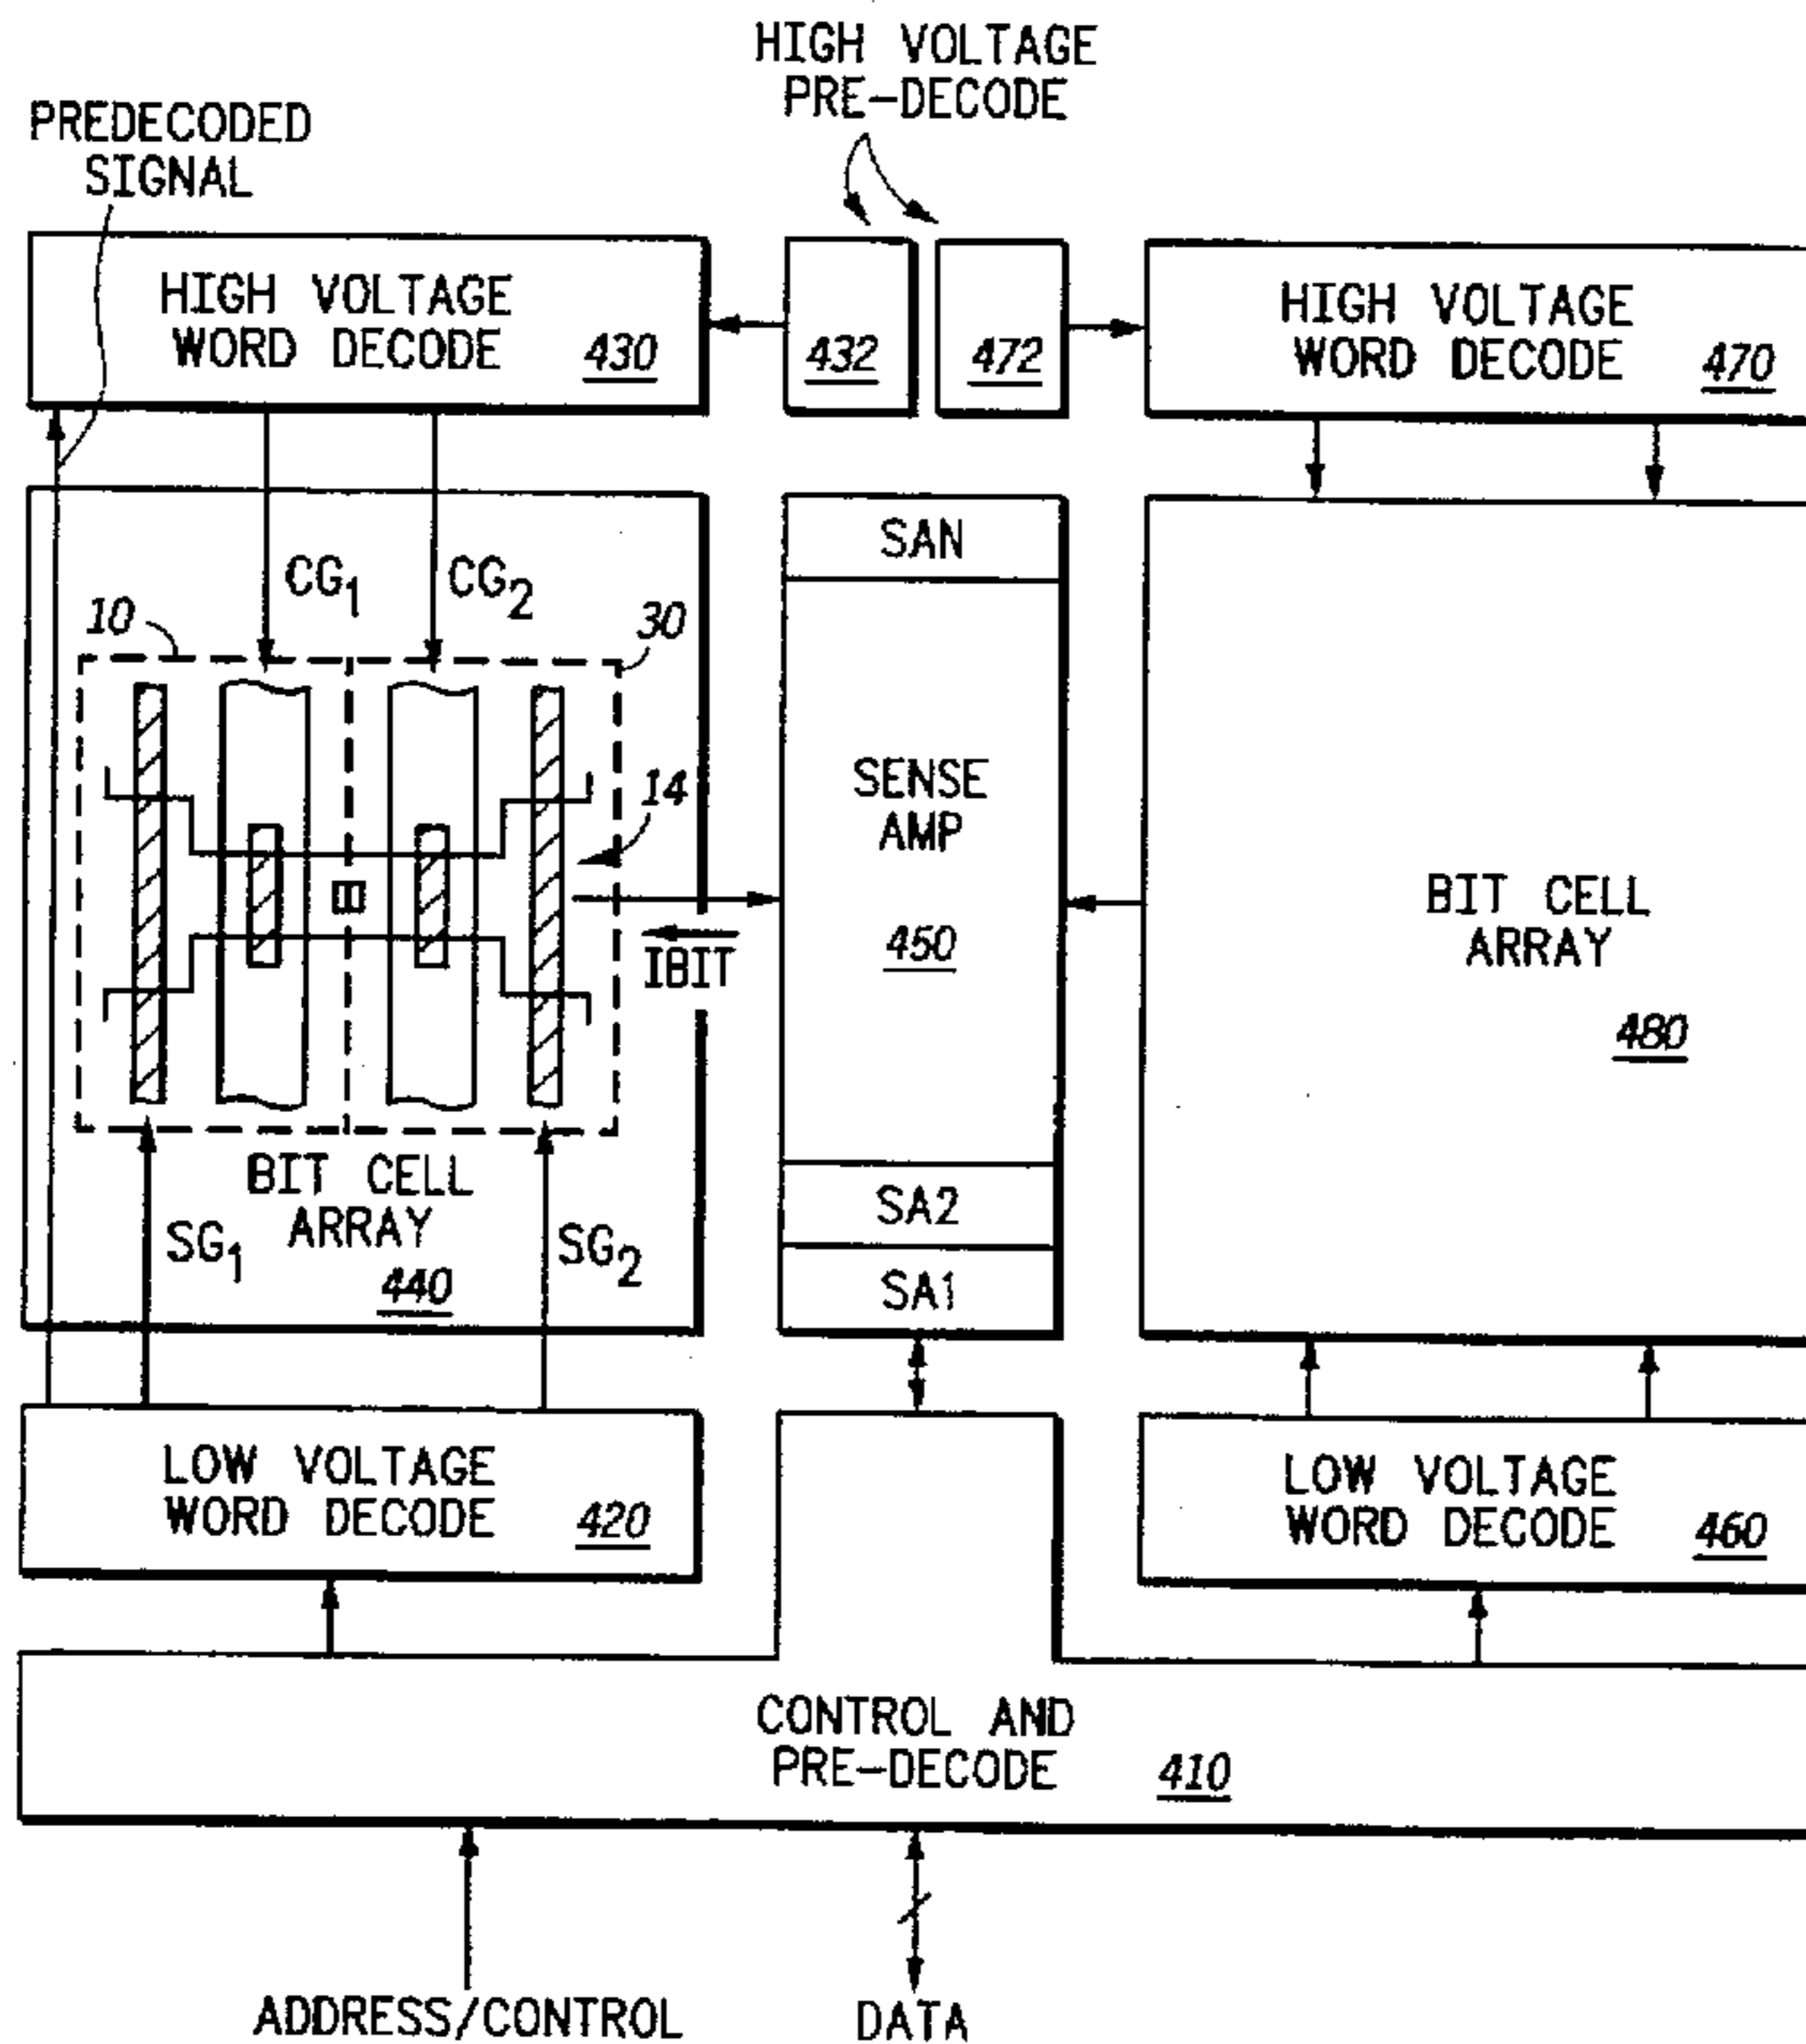 HIGH VOLTAGE
PRE-DECODE
PREDECODED
SIGNAL
HIGH VOLTAGE
WORD DECODE 430
432
472
HIGH VOLTAGE
WORD DECODE 470
CG1
CG2
10
30
14
IBIT
BIT CELL
ARRAY
440
SG1
SG2
SAN
SENSE
AMP
450
SA2
SA1
BIT CELL
ARRAY
480
LOW VOLTAGE
WORD DECODE 420
LOW VOLTAGE
WORD DECODE 460
CONTROL AND
PRE-DECODE 410
ADDRESS/CONTROL
DATA